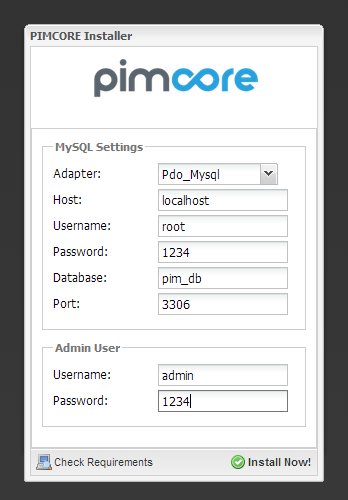 PIMCORE Installer
pimcore
MySQL Settings
Adapter: Pdo_Mysql
Host: localhost
Username: root
Password: 1234
Database: pim_db
Port: 3306
Admin User
Username: admin
Password: 1234
Check Requirements Install Now!